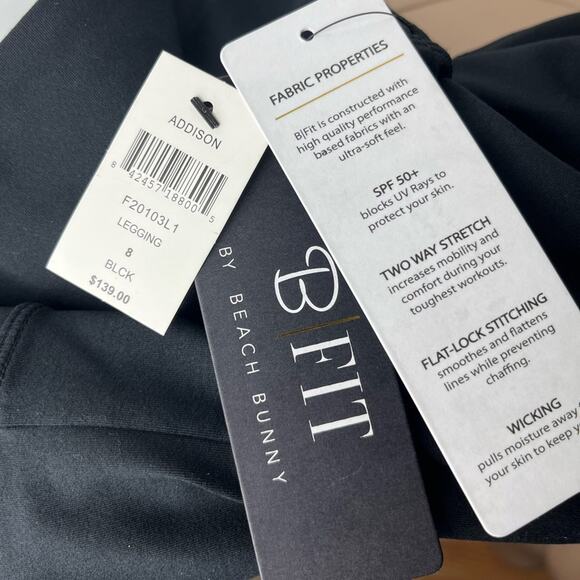 ADDISON
8 42457 18800 5
F20103L1
LEGGING
8
BLCK
$139.00
B|FIT
BY BEACH BUNNY
FABRIC PROPERTIES
B|Fit is constructed with
high quality performance
based fabrics with an
ultra-soft feel.
SPF 50+
blocks UV Rays to
protect your skin.
TWO WAY STRETCH
increases mobility and
comfort during your
toughest workouts.
FLAT-LOCK STITCHING
smoothes and flattens
lines while preventing
chaffing.
WICKING
pulls moisture away
your skin to keep